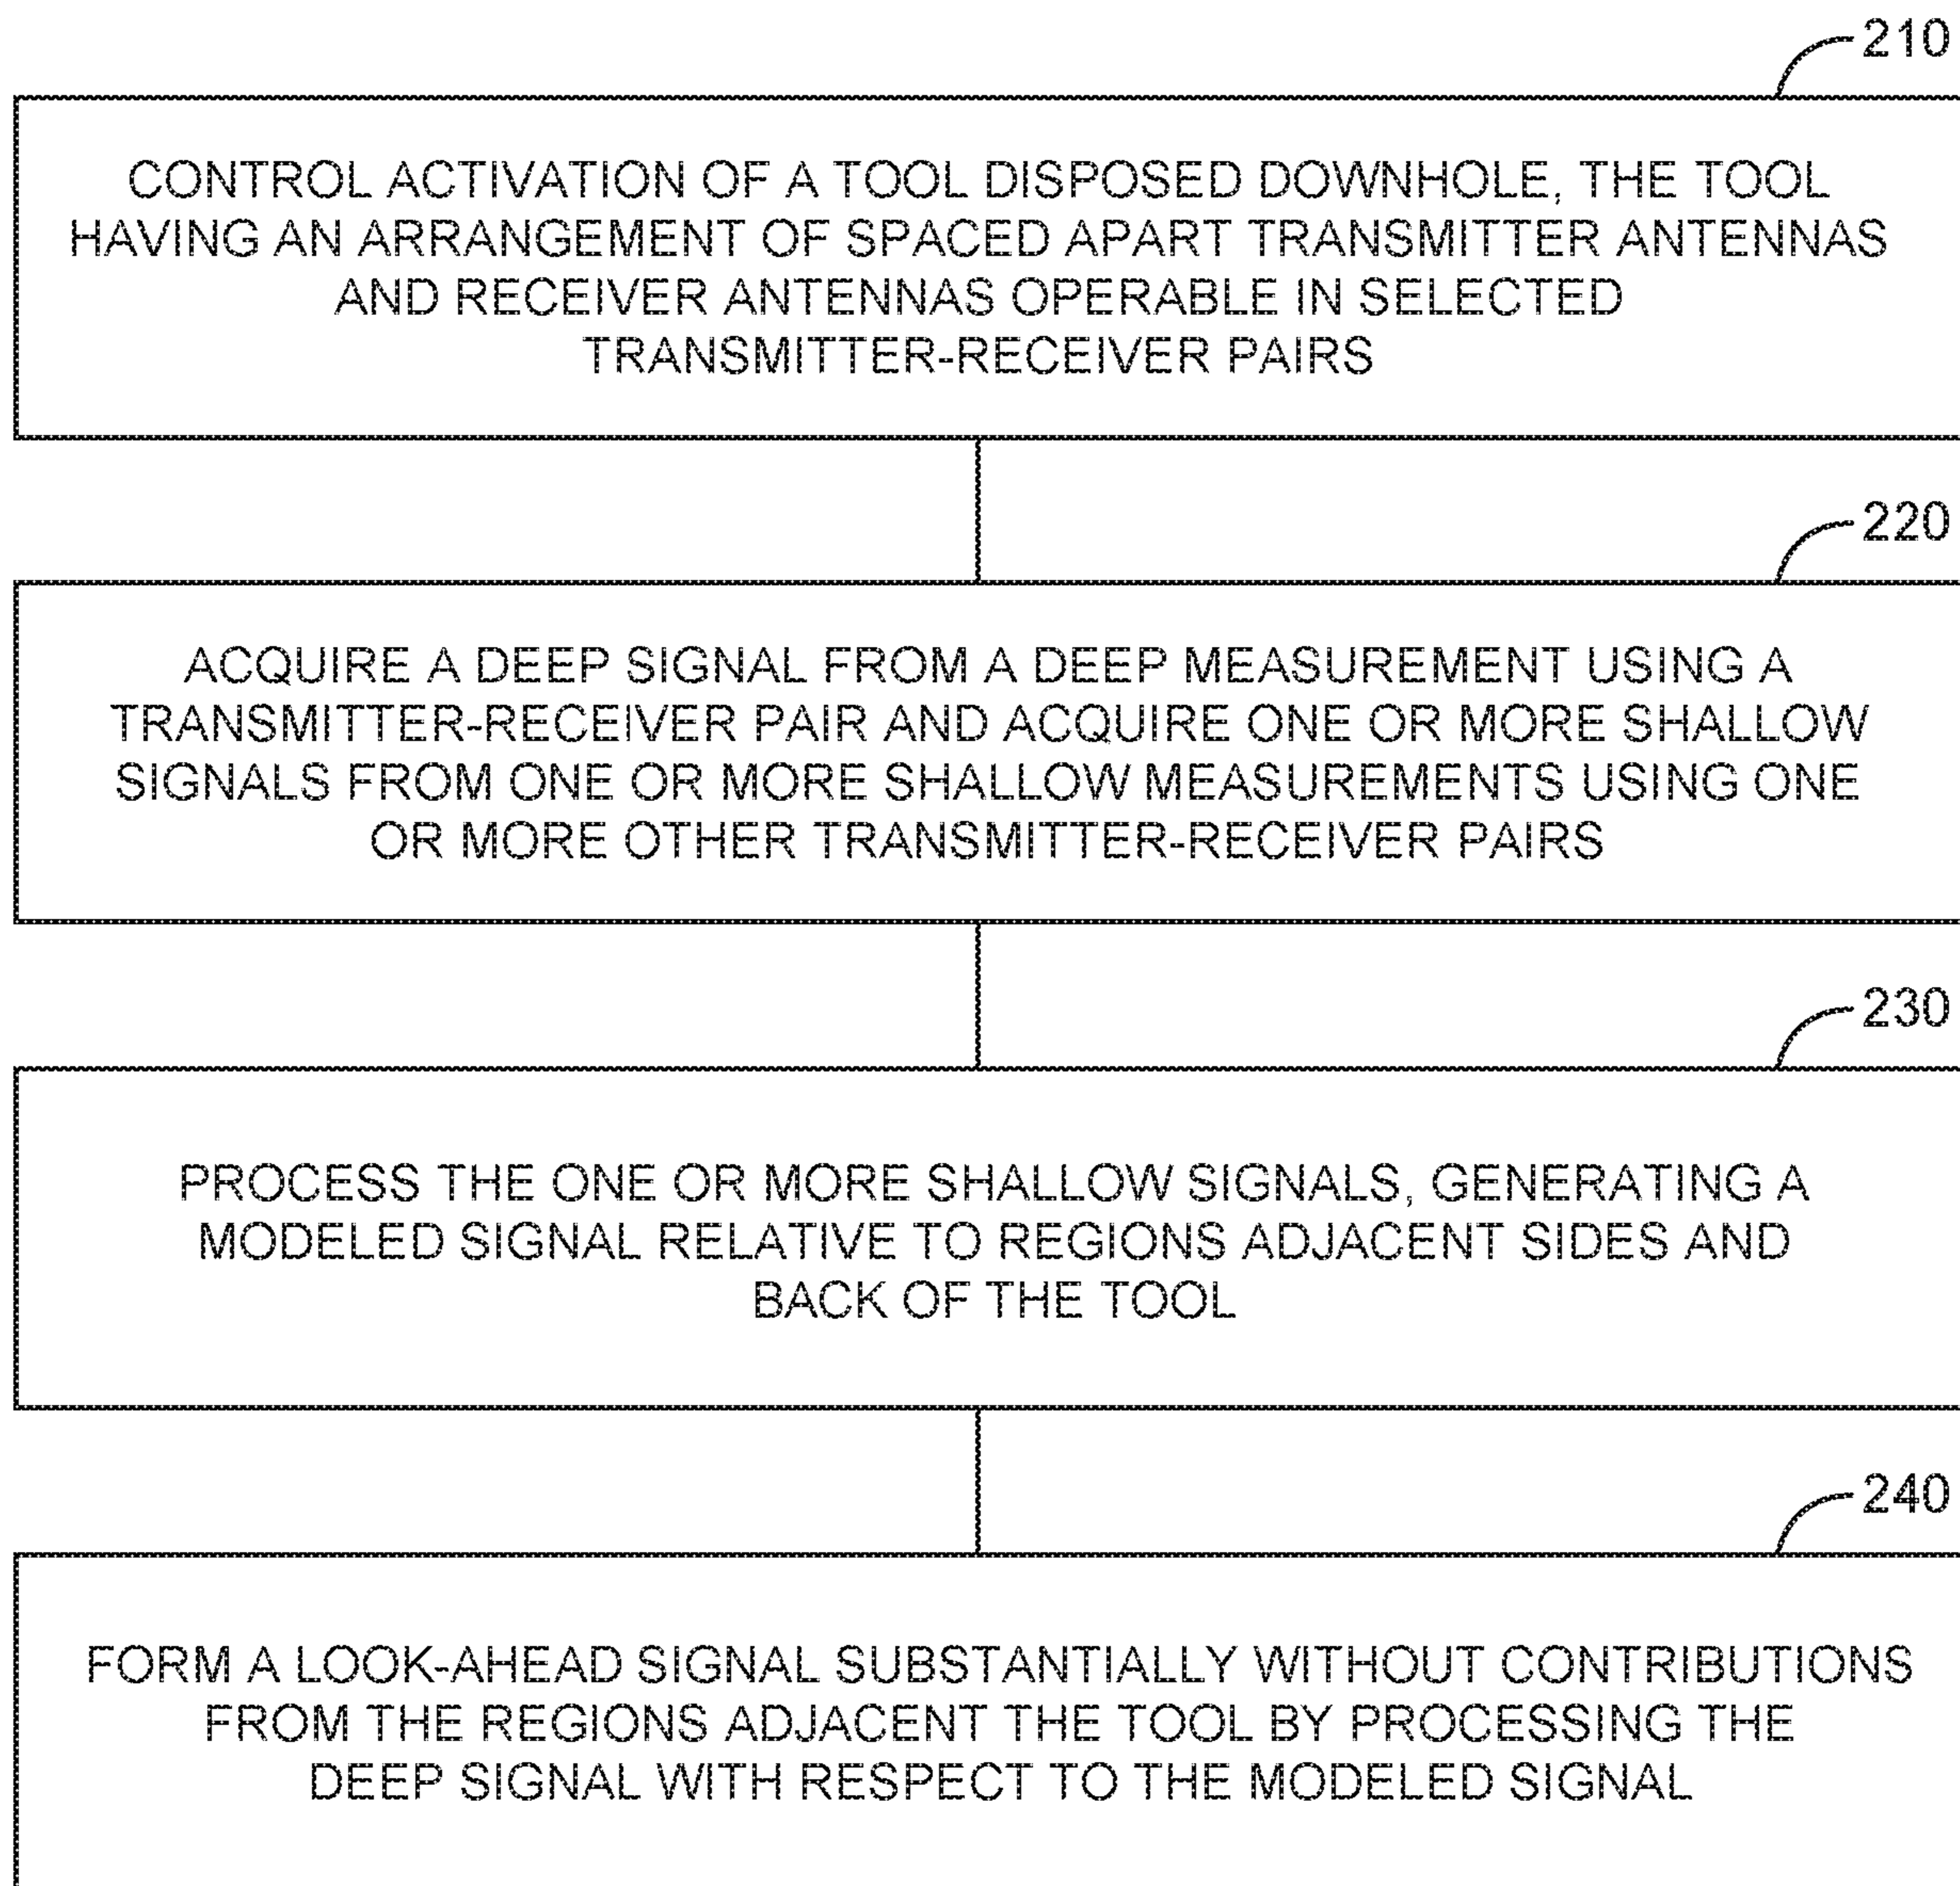 210
CONTROL ACTIVATION OF A TOOL DISPOSED DOWNHOLE, THE TOOL
HAVING AN ARRANGEMENT OF SPACED APART TRANSMITTER ANTENNAS
AND RECEIVER ANTENNAS OPERABLE IN SELECTED
TRANSMITTER-RECEIVER PAIRS
220
ACQUIRE A DEEP SIGNAL FROM A DEEP MEASUREMENT USING A
TRANSMITTER-RECEIVER PAIR AND ACQUIRE ONE OR MORE SHALLOW
SIGNALS FROM ONE OR MORE SHALLOW MEASUREMENTS USING ONE
OR MORE OTHER TRANSMITTER-RECEIVER PAIRS
230
PROCESS THE ONE OR MORE SHALLOW SIGNALS, GENERATING A
MODELED SIGNAL RELATIVE TO REGIONS ADJACENT SIDES AND
BACK OF THE TOOL
240
FORM A LOOK-AHEAD SIGNAL SUBSTANTIALLY WITHOUT CONTRIBUTIONS
FROM THE REGIONS ADJACENT THE TOOL BY PROCESSING THE
DEEP SIGNAL WITH RESPECT TO THE MODELED SIGNAL